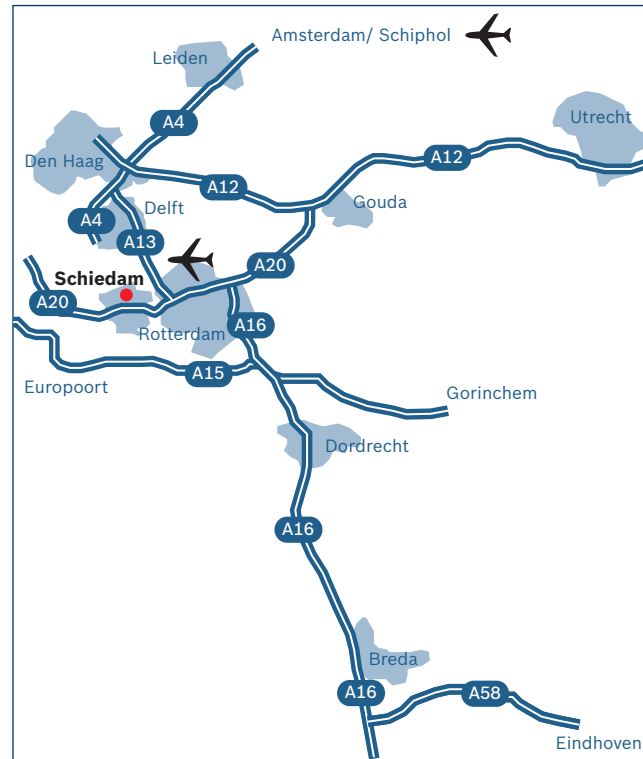 Amsterdam/ Schiphol
Leiden
A4
Utrecht
A12
Den Haag
A12
Gouda
Delft
A4
A13
A20
Schiedam
A20
Rotterdam
A16
A15
Europoort
Gorinchem
Dordrecht
A16
Breda
A16
A58
Eindhoven